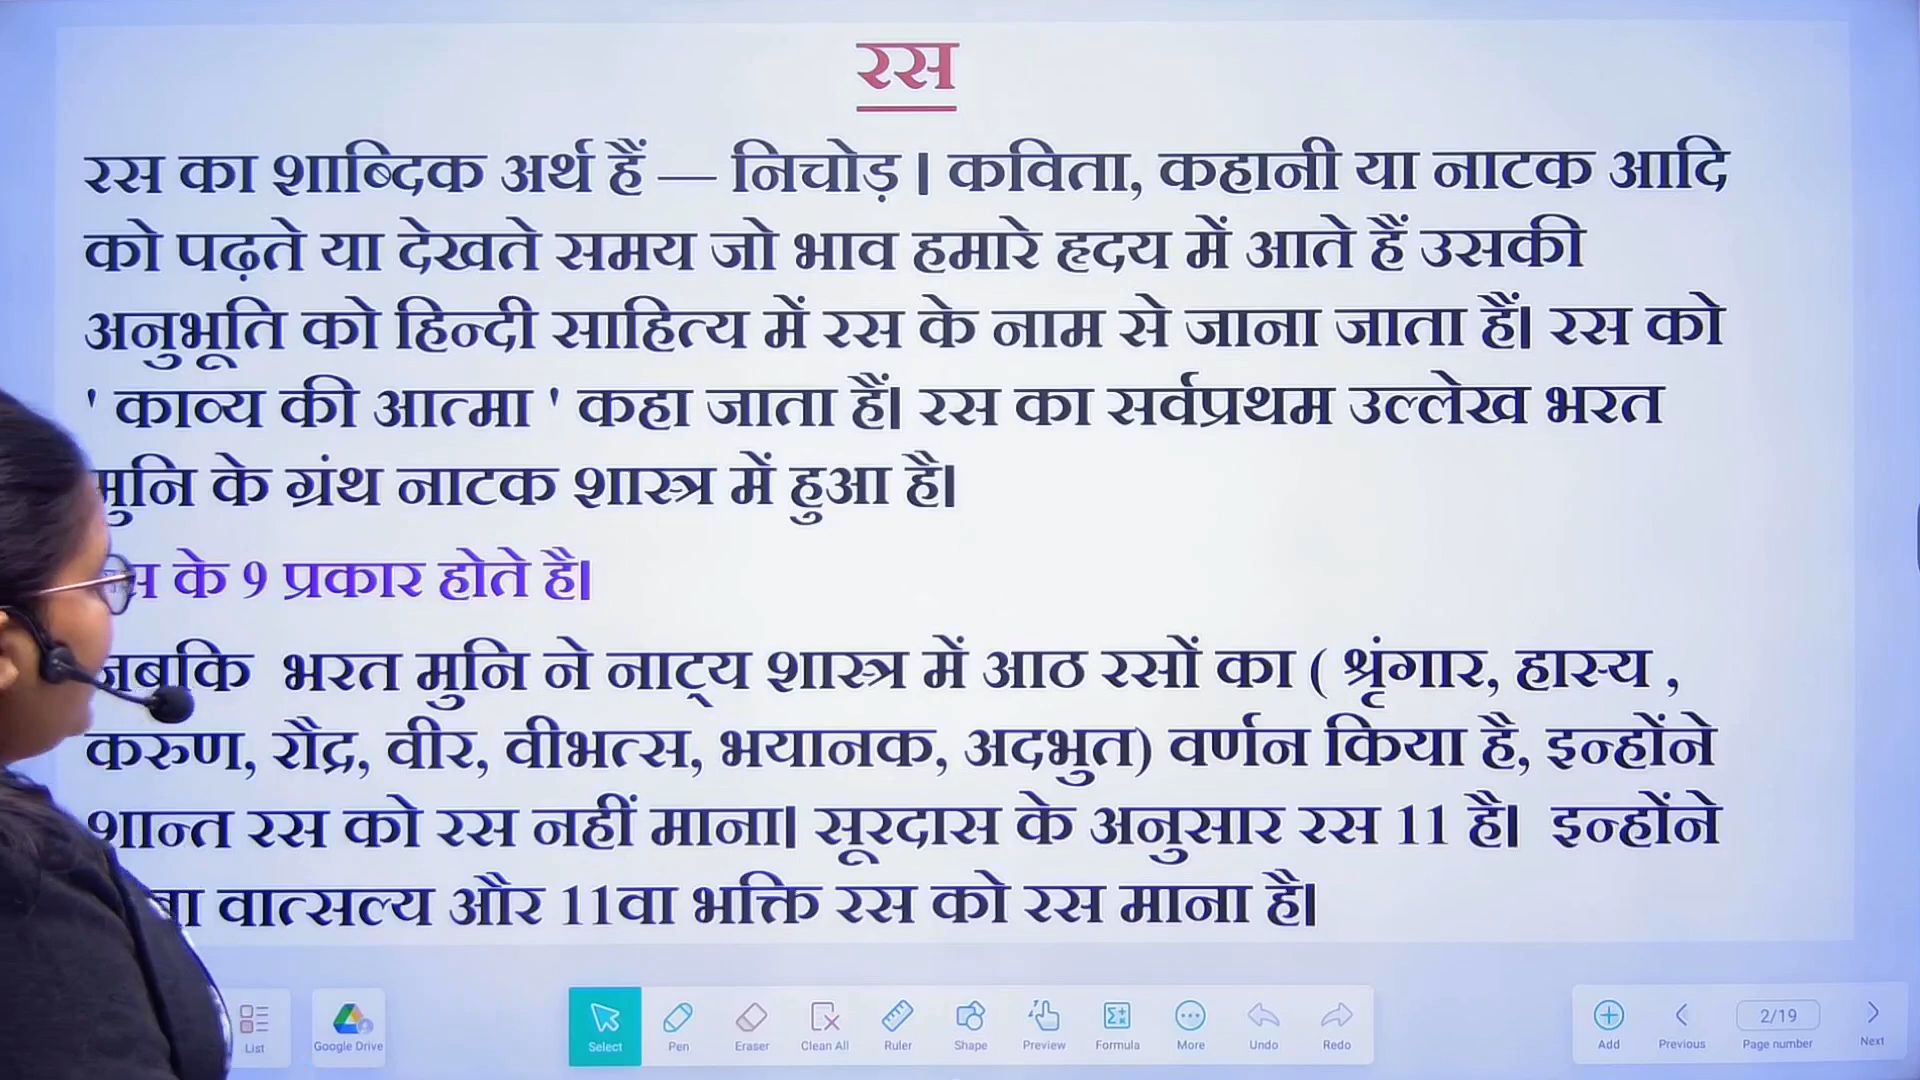 रस
रस का शाब्दिक अर्थ हैं — निचोड़ | कविता, कहानी या नाटक आदि
को पढ़ते या देखते समय जो भाव हमारे हृदय में आते हैं उसकी
अनुभूति को हिन्दी साहित्य में रस के नाम से जाना जाता हैं| रस को
' काव्य की आत्मा ' कहा जाता हैं| रस का सर्वप्रथम उल्लेख भरत
मुनि के ग्रंथ नाटक शास्त्र में हुआ है|
के 9 प्रकार होते है|
जबकि भरत मुनि ने नाट्य शास्त्र में आठ रसों का ( श्रृंगार, हास्य ,
करुण, रौद्र, वीर, वीभत्स, भयानक, अदभुत) वर्णन किया है, इन्होंने
शान्त रस को रस नहीं माना| सूरदास के अनुसार रस 11 है| इन्होंने
वात्सल्य और 11वा भक्ति रस को रस माना है|
List Google Drive Select Pen Eraser Clean All Ruler Shape Preview Formula More Undo Redo Add Previous 2/19 Page number Next